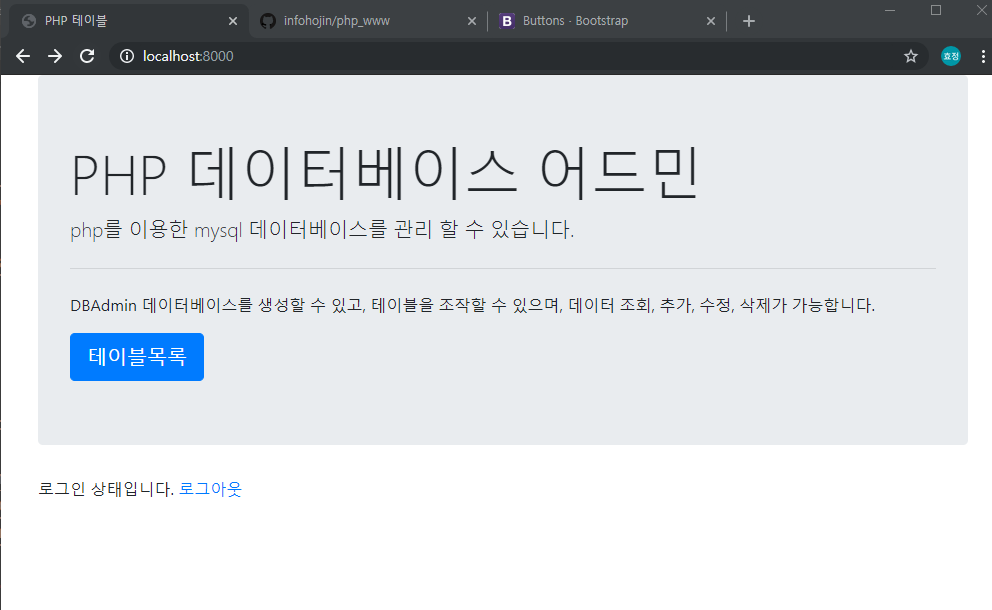 PHP 테이블
infohojin/php_www
B Buttons · Bootstrap
localhost:8000
효정
PHP 데이터베이스 어드민
php를 이용한 mysql 데이터베이스를 관리 할 수 있습니다.
DBAdmin 데이터베이스를 생성할 수 있고, 테이블을 조작할 수 있으며, 데이터 조회, 추가, 수정, 삭제가 가능합니다.
테이블목록
로그인 상태입니다. 로그아웃